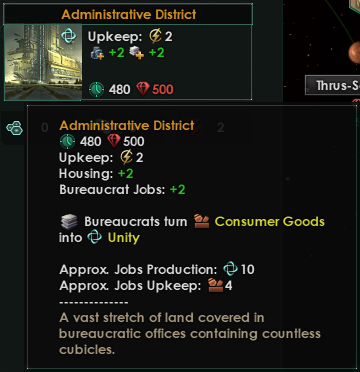 Administrative District
Upkeep: 2
+2 +2
480 500
Thrus-S
0 2
Administrative District
480 500
Upkeep: 2
Housing: +2
Bureaucrat Jobs: +2
Bureaucrats turn Consumer Goods
into Unity
Approx. Jobs Production: 10
Approx. Jobs Upkeep: 4
--------------
A vast stretch of land covered in
bureaucratic offices containing countless
cubicles.